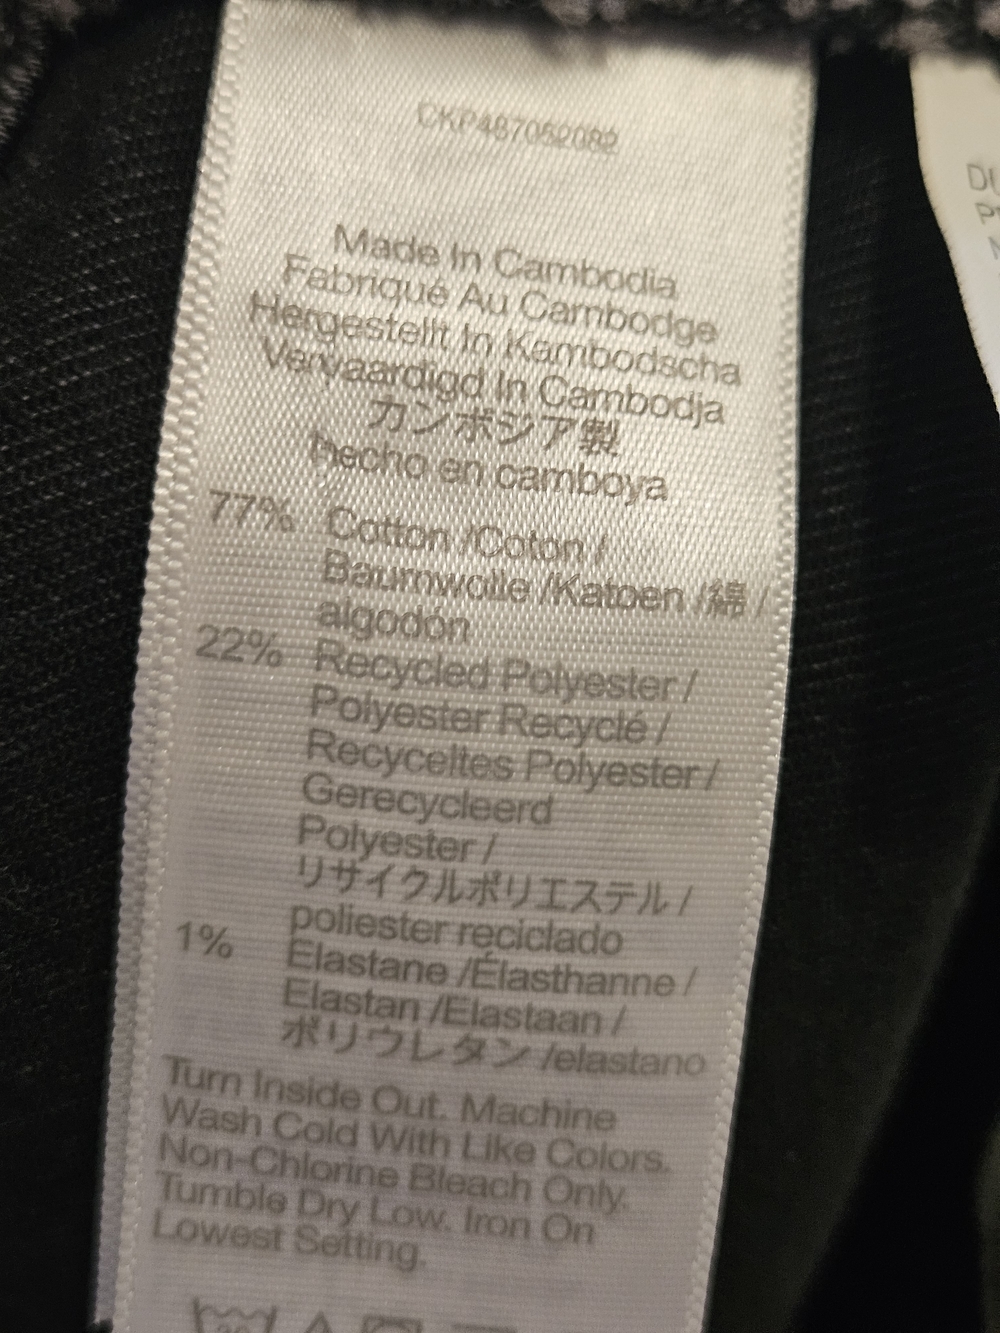 CKP487052082
Made In Cambodia
Fabriqué Au Cambodge
Hergestellt In Kambodscha
Vervaardigd In Cambodja
カンボジア製
hecho en camboya
77% Cotton /Coton /
Baumwolle /Katoen /綿 /
algodón
22% Recycled Polyester /
Polyester Recyclé /
Recyceltes Polyester /
Gerecycleerd
Polyester /
リサイクルポリエステル /
poliester reciclado
1% Elastane /Élasthanne /
Elastan /Elastaan /
ポリウレタン /elastano
Turn Inside Out. Machine
Wash Cold With Like Colors.
Non-Chlorine Bleach Only.
Tumble Dry Low. Iron On
Lowest Setting.